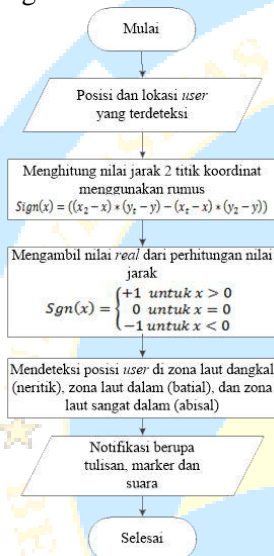 Mulai
Posisi dan lokasi user
yang terdeteksi
Menghitung nilai jarak 2 titik koordinat
menggunakan rumus
Sign(x) = ((x₂ − x) * (yₜ − y) − (xₜ − x) * (y₂ − y))
Mengambil nilai real dari perhitungan nilai
jarak
+1 untuk x > 0
Sgn(x) = { 0 untuk x = 0
−1 untuk x < 0
Mendeteksi posisi user di zona laut dangkal
(neritik), zona laut dalam (batial), dan zona
laut sangat dalam (abisal)
Notifikasi berupa
tulisan, marker dan
suara
Selesai